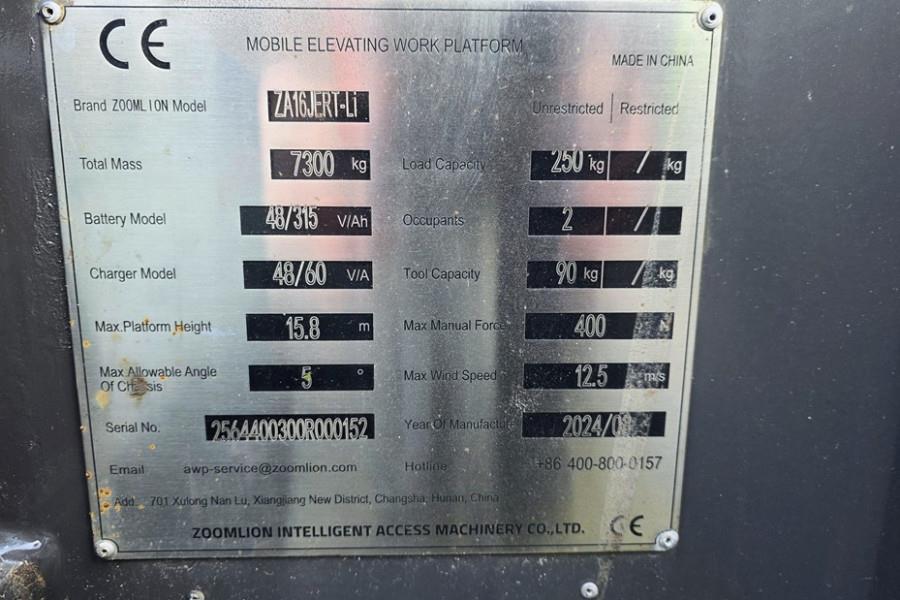 CE
MOBILE ELEVATING WORK PLATFORM
MADE IN CHINA
Brand ZOOMLION Model ZA16JERT-Li Unrestricted | Restricted
Total Mass 7300 kg Load Capacity 250 kg / kg
Battery Model 48/315 V/Ah Occupants 2 /
Charger Model 48/60 V/A Tool Capacity 90 kg / kg
Max.Platform Height 15.8 m Max Manual Force 400 N
Max Allowable Angle
Of Chassis 5 ° Max Wind Speed 12.5 m/s
Serial No. 2564400300R000152 Year Of Manufacture 2024/
Email awp-service@zoomlion.com Hotline +86 400-800-0157
Add. 701 Xulong Nan Lu, Xiangjiang New District, Changsha, Hunan, China
ZOOMLION INTELLIGENT ACCESS MACHINERY CO.,LTD. CE